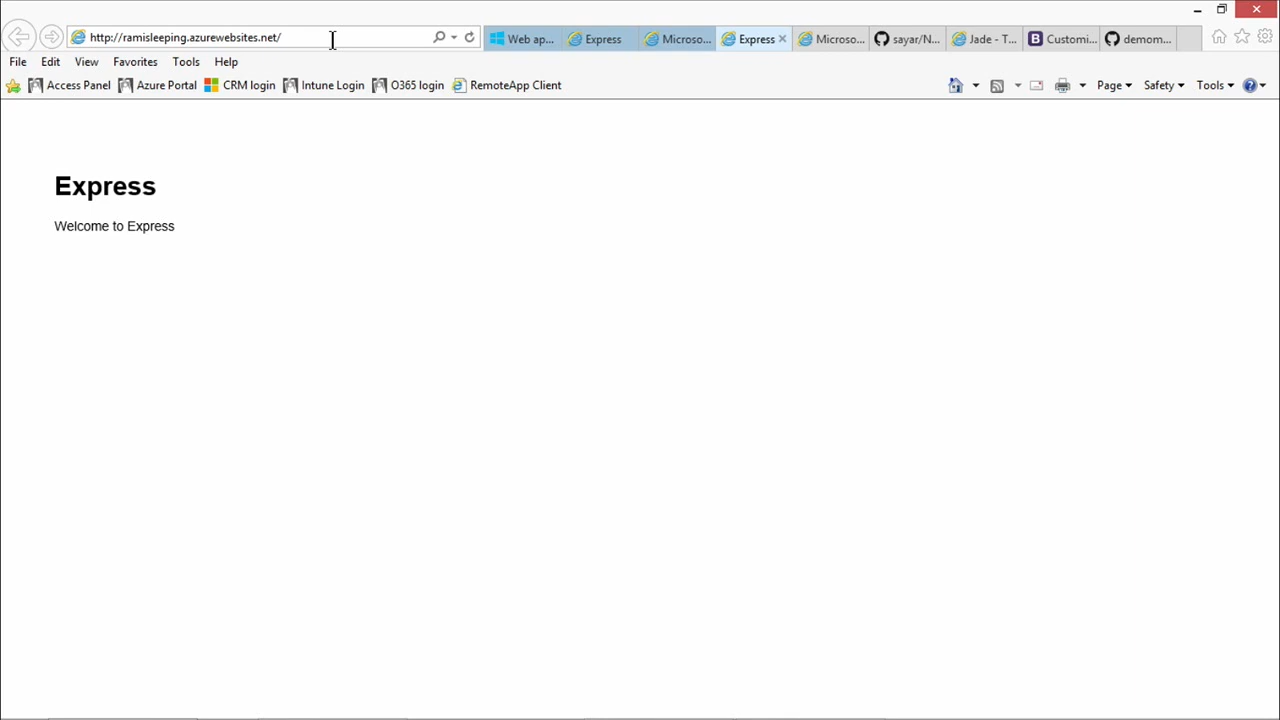 http://ramisleeping.azurewebsites.net/
Web ap...
Express
Microso...
Express
Microso...
sayar/N...
Jade - T...
Customi...
demom...
File Edit View Favorites Tools Help
Access Panel Azure Portal CRM login Intune Login O365 login RemoteApp Client Page Safety Tools
Express
Welcome to Express